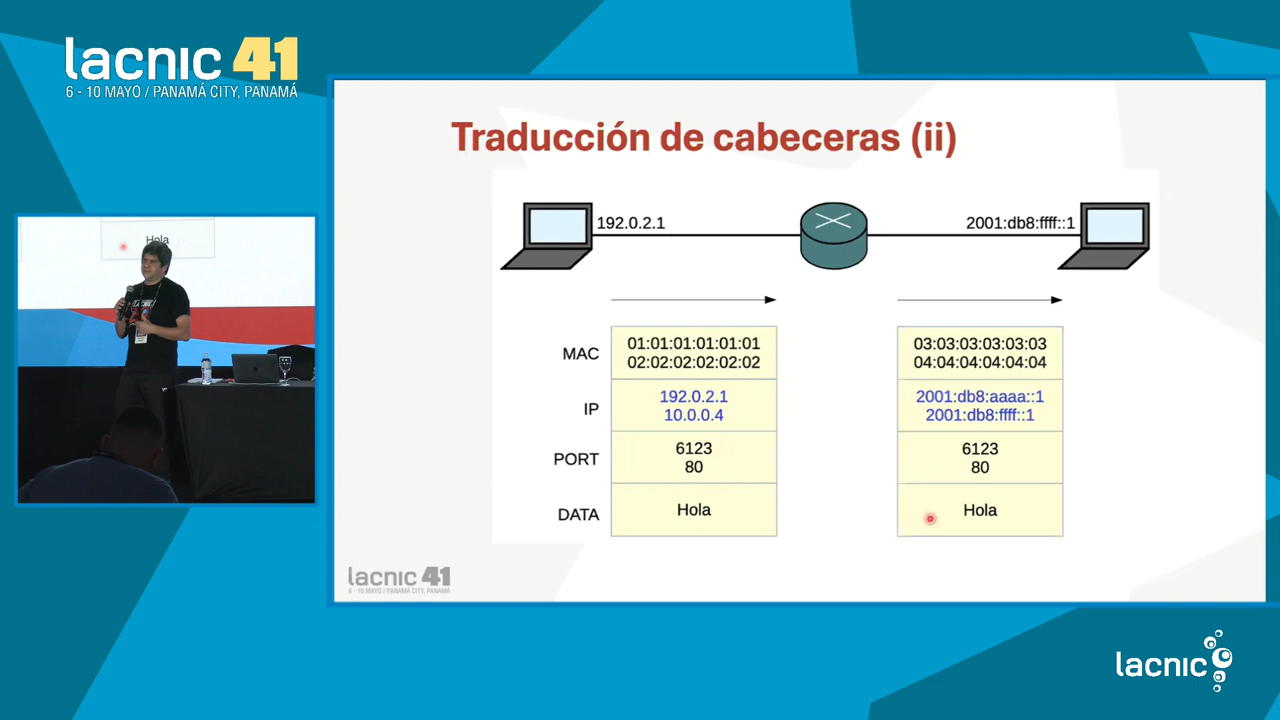 lacnic 41
6 - 10 MAYO / PANAMÁ CITY, PANAMÁ
Traducción de cabeceras (ii)
192.0.2.1
2001:db8:ffff::1
MAC
01:01:01:01:01:01
02:02:02:02:02:02
03:03:03:03:03:03
04:04:04:04:04:04
IP
192.0.2.1
10.0.0.4
2001:db8:aaaa::1
2001:db8:ffff::1
PORT
6123
80
6123
80
DATA
Hola
Hola
lacnic 41
6 - 10 MAYO / PANAMÁ CITY, PANAMÁ
Hola
lacnic